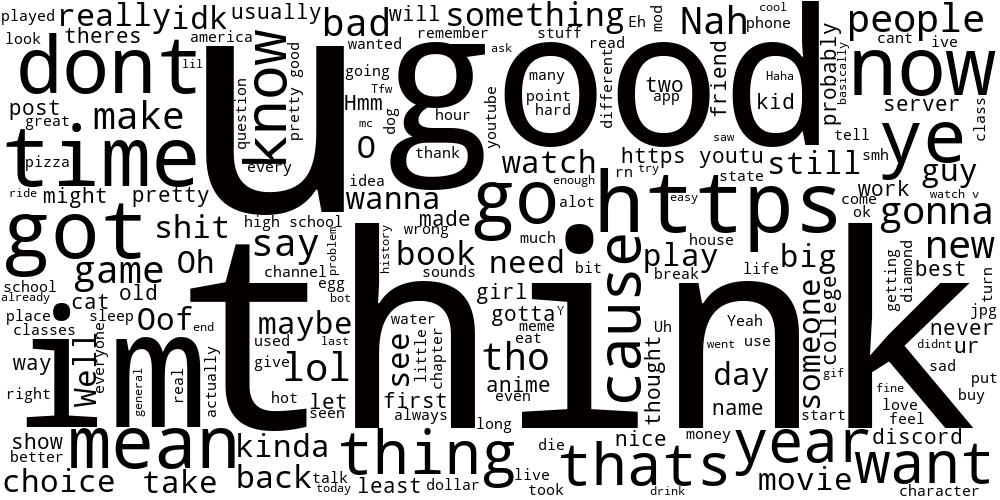 played
really
idk
usually
bad
will
something
Eh
mod
Nah
cool
phone
people
look
theres
america
wanted
remember
stuff
read
cant
ive
dont
lil
know
u
good
now
pretty good
question
going
Tfw
ask
many
point
hard
different
two
app
friend
Haha
kid
probably
basically
post
great
make
Hmm
mc
dog
hour
youtube
server
class
time
pizza
every
O
thank
saw
tell
ye
watch
https
youtu
still
smh
ride
might
pretty
idea
wanna
enough
rn
try
state
guy
go
https
easy
work
come
ok
watch v
gonna
alot
got
shit
high school
made
wrong
much
house
say
problem
history
book
need
bit
play
big
new
game
Oh
channel
sounds
break
life
getting
diamond
best
turn
school
already
cat
old
egg
bot
girl
cause
jpg
place
sleep
Oof
end
maybe
water
gotta
Y
meme
Uh
Yeah
college
never
classes
used
last
eat
went
use
didnt
ur
im
think
way
Well
everyone
actually
give
lol
see
little
chapter
tho
thought
day
someone
gif
sad
put
right
general
real
hot
let
seen
first
anime
even
name
fine
buy
love
always
start
feel
long
show
better
mean
kinda
thing
die
nice
money
year
discord
want
thats
choice
take
back
talk
today
least
dollar
live
took
drink
movie
character